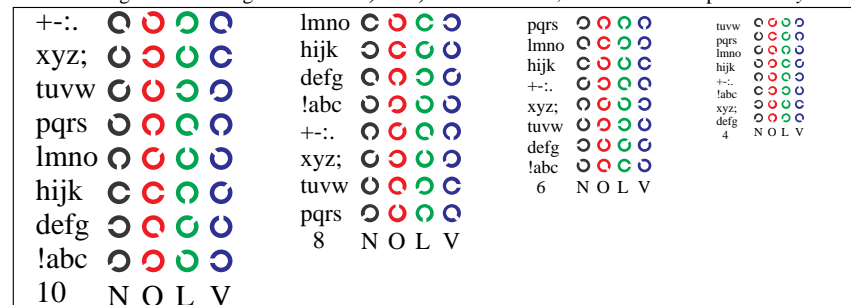 +-:.
xyz;
tuvw
pqrs
lmno
hijk
defg
!abc
10 N O L V
lmno
hijk
defg
!abc
+-:.
xyz;
tuvw
pqrs
8 N O L V
pqrs
lmno
hijk
+-:.
xyz;
tuvw
defg
!abc
6 N O L V
tuvw
pqrs
lmno
hijk
+-:.
!abc
xyz;
defg
4 N O L V